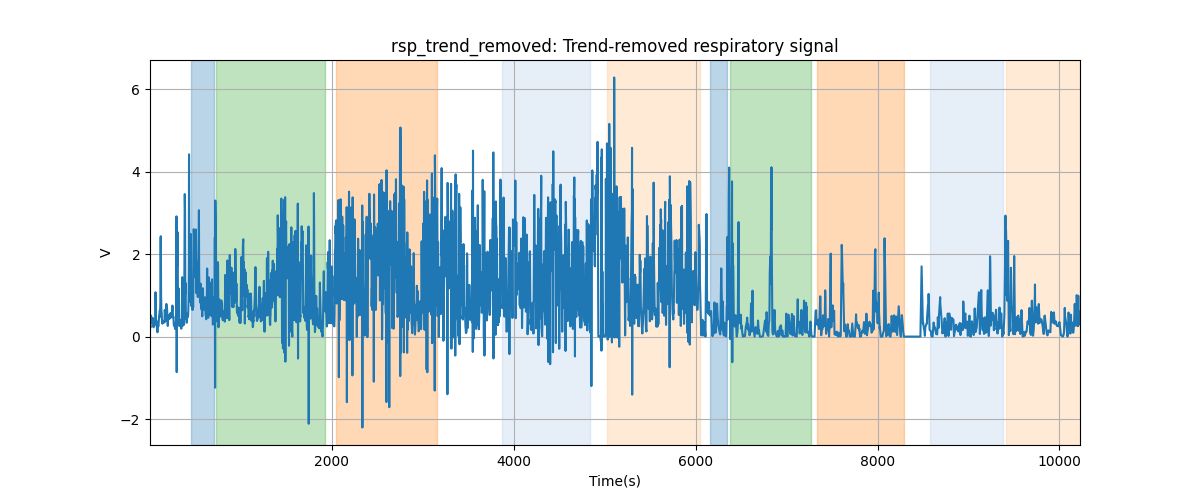 rsp_trend_removed: Trend-removed respiratory signal
6
4
2
0
−2
V
2000 4000 6000 8000 10000
Time(s)